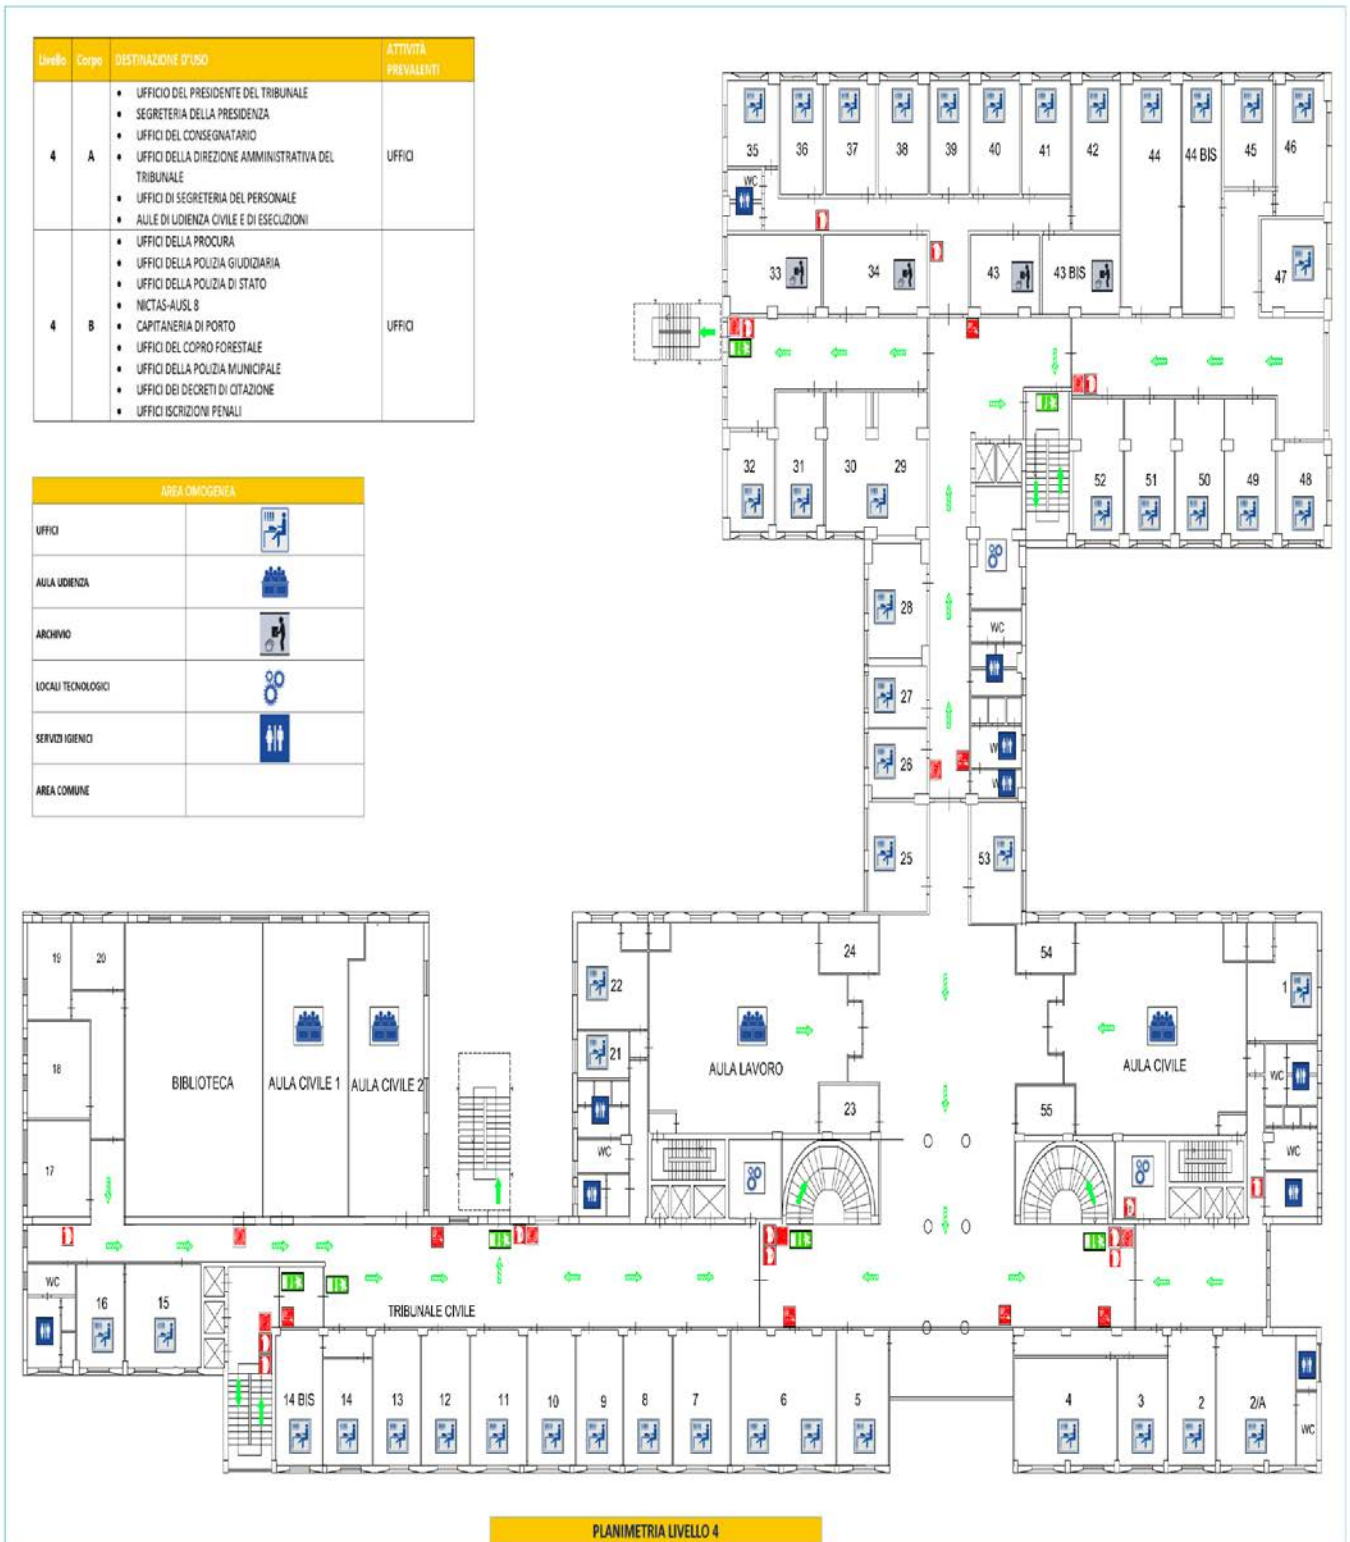 Livello Corpo DESTINAZIONE D'USO ATTIVITÀ PREVALENTI
4 A
• UFFICIO DEL PRESIDENTE DEL TRIBUNALE
• SEGRETERIA DELLA PRESIDENZA
• UFFICI DEL CONSEGNATARIO
• UFFICI DELLA DIREZIONE AMMINISTRATIVA DEL
TRIBUNALE
• UFFICI DI SEGRETERIA DEL PERSONALE
• AULE DI UDIENZA CIVILE E DI ESECUZIONI
UFFICI
4 B
• UFFICI DELLA PROCURA
• UFFICI DELLA POLIZIA GIUDIZIARIA
• UFFICI DELLA POLIZIA DI STATO
• NICTAS-AUSL 8
• CAPITANERIA DI PORTO
• UFFICI DEL COPRO FORESTALE
• UFFICI DELLA POLIZIA MUNICIPALE
• UFFICI DEI DECRETI DI CITAZIONE
• UFFICI ISCRIZIONI PENALI
UFFICI
AREA OMOGENEA
UFFICI
AULA UDIENZA
ARCHIVIO
LOCALI TECNOLOGICI
SERVIZI IGIENICI
AREA COMUNE
35 36 37 38 39 40 41 42 44 44 BIS 45 46
WC
33 34 43 43 BIS 47
32 31 30 29 52 51 50 49 48
28
WC
27
26
25 53
19 20 24 54
22 1
18 21
BIBLIOTECA AULA CIVILE 1 AULA CIVILE 2 AULA LAVORO AULA CIVILE
WC
23 55
17 WC WC
WC 16 15
TRIBUNALE CIVILE
14 BIS 14 13 12 11 10 9 8 7 6 5 4 3 2 2/A
WC
PLANIMETRIA LIVELLO 4